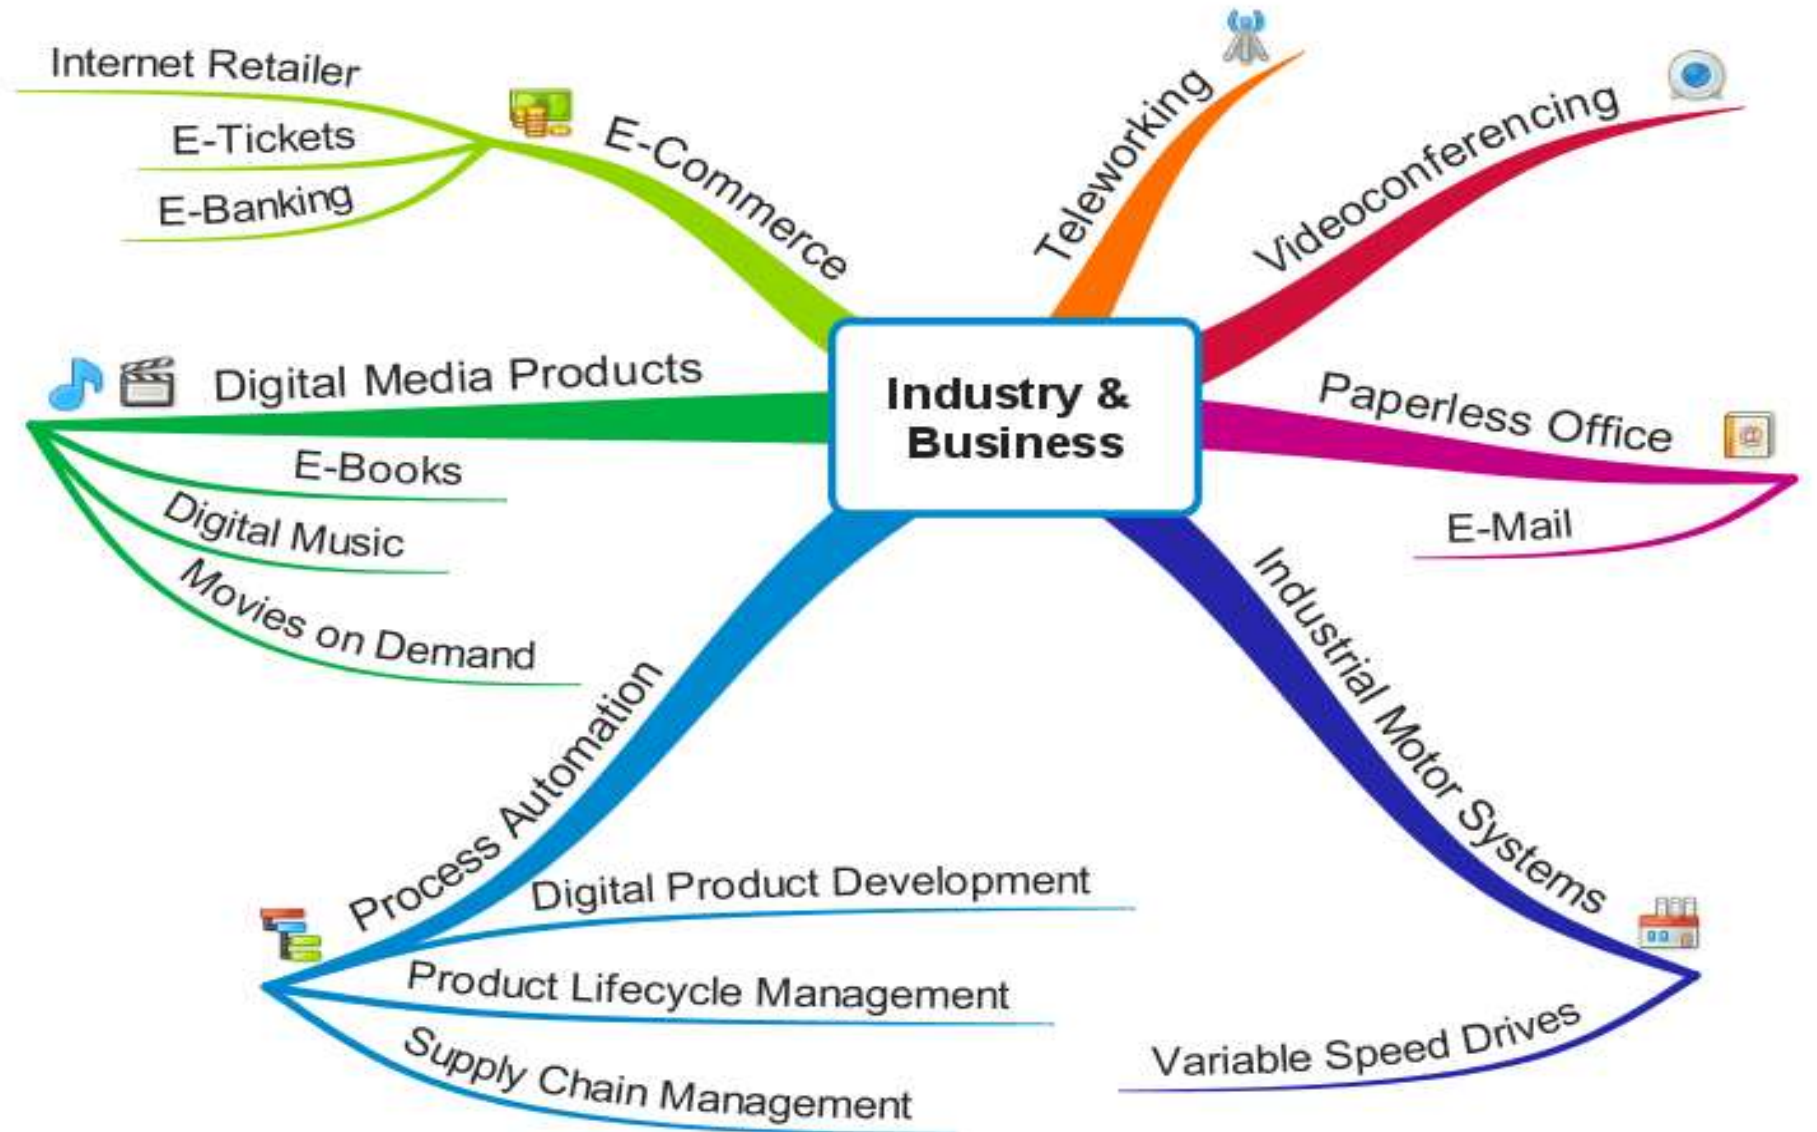 Internet Retailer
E-Tickets
E-Banking
E-Commerce
Teleworking
Videoconferencing
Digital Media Products
E-Books
Digital Music
Movies on Demand
Industry &
Business
Paperless Office
E-Mail
Industrial Motor Systems
Variable Speed Drives
Process Automation
Digital Product Development
Product Lifecycle Management
Supply Chain Management